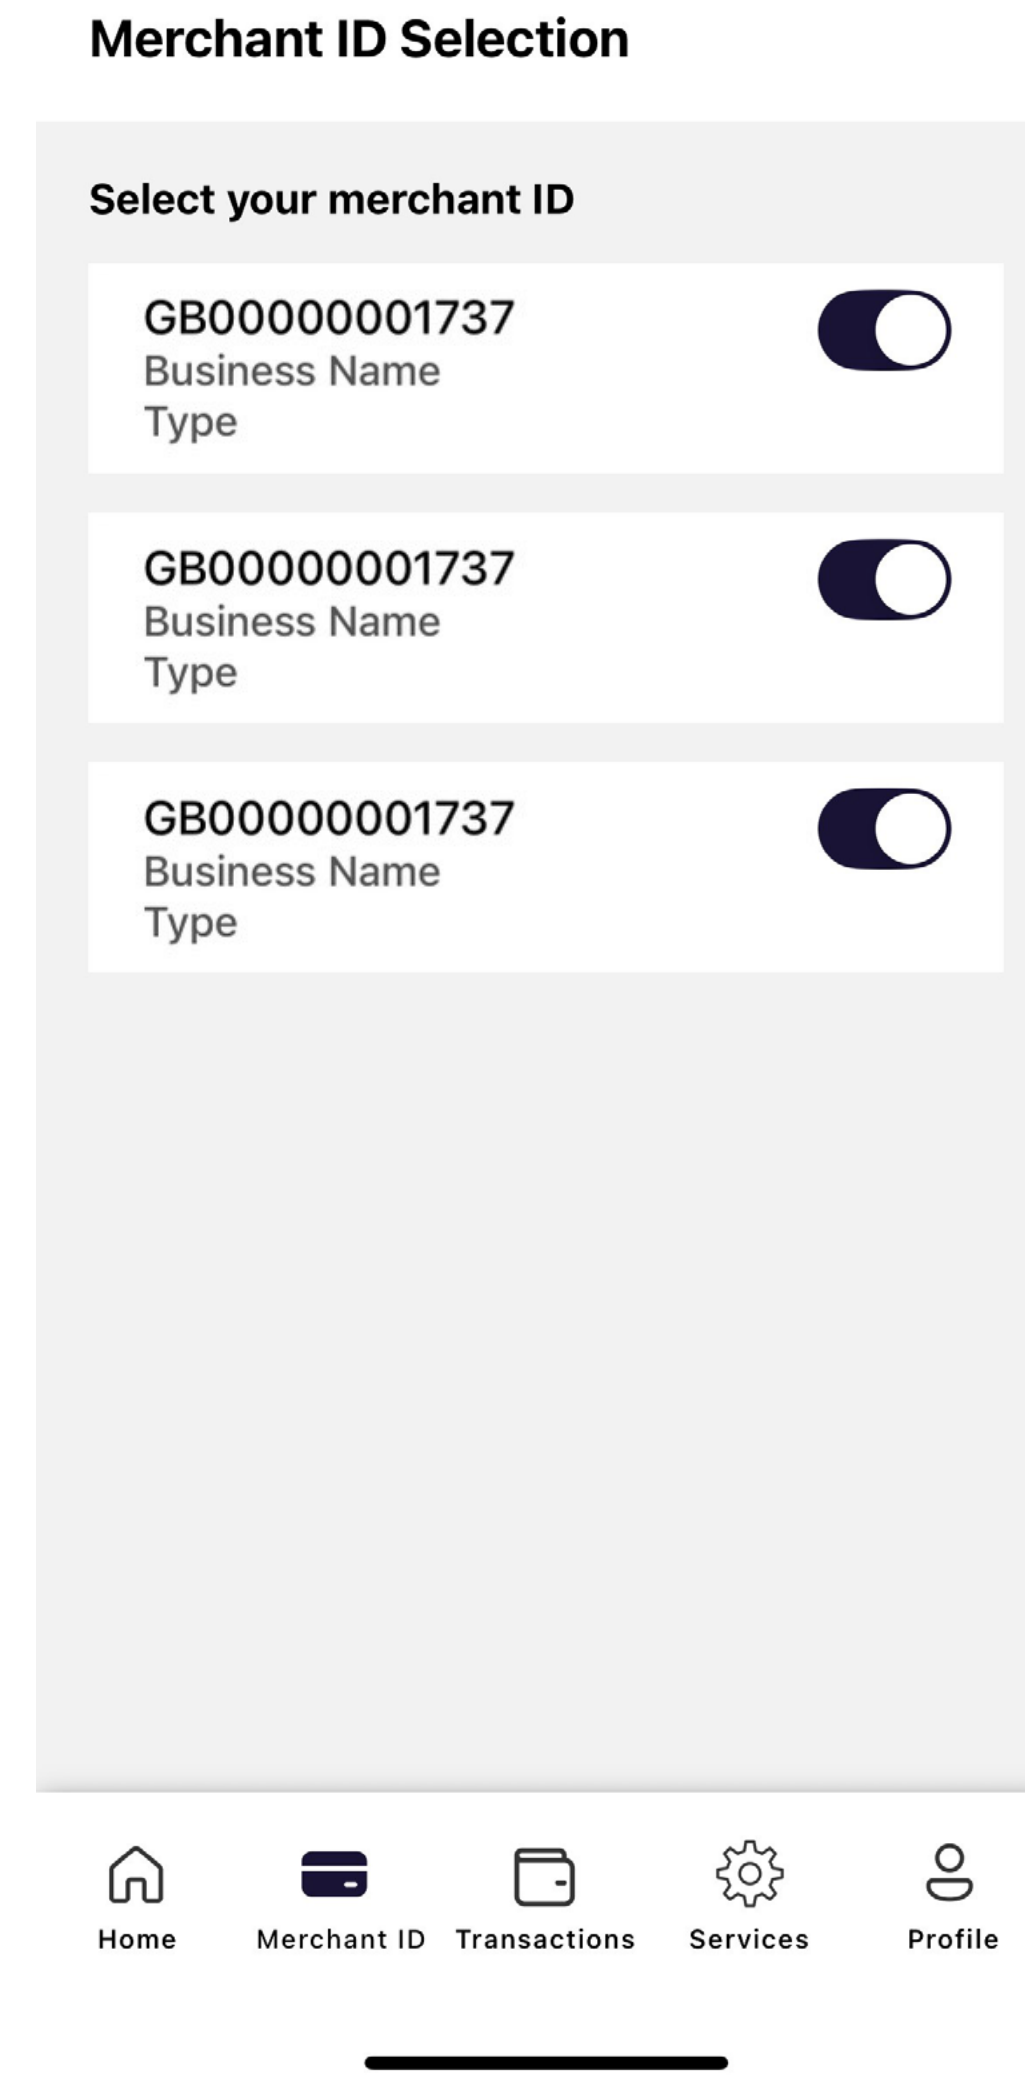 Merchant ID Selection
Select your merchant ID
GB00000001737
Business Name
Type
GB00000001737
Business Name
Type
GB00000001737
Business Name
Type
Home
Merchant ID
Transactions
Services
Profile